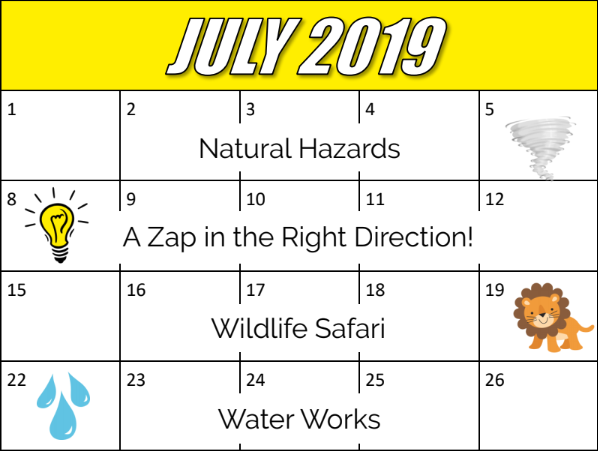 JULY 2019
1 2 3 4 5
Natural Hazards
8 9 10 11 12
A Zap in the Right Direction!
15 16 17 18 19
Wildlife Safari
22 23 24 25 26
Water Works